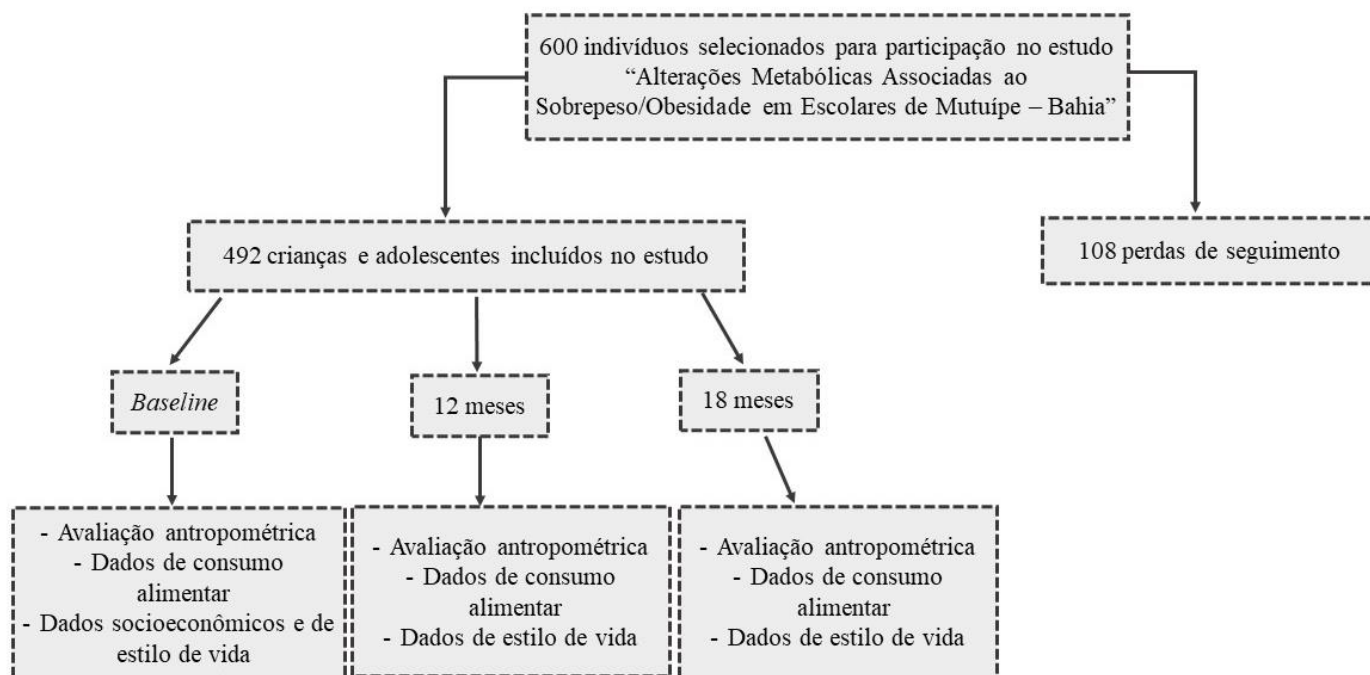 600 indivíduos selecionados para participação no estudo
“Alterações Metabólicas Associadas ao
Sobrepeso/Obesidade em Escolares de Mutuípe – Bahia”
492 crianças e adolescentes incluídos no estudo
108 perdas de seguimento
Baseline
12 meses
18 meses
- Avaliação antropométrica
- Dados de consumo
alimentar
- Dados socioeconômicos e de
estilo de vida
- Avaliação antropométrica
- Dados de consumo
alimentar
- Dados de estilo de vida
- Avaliação antropométrica
- Dados de consumo
alimentar
- Dados de estilo de vida